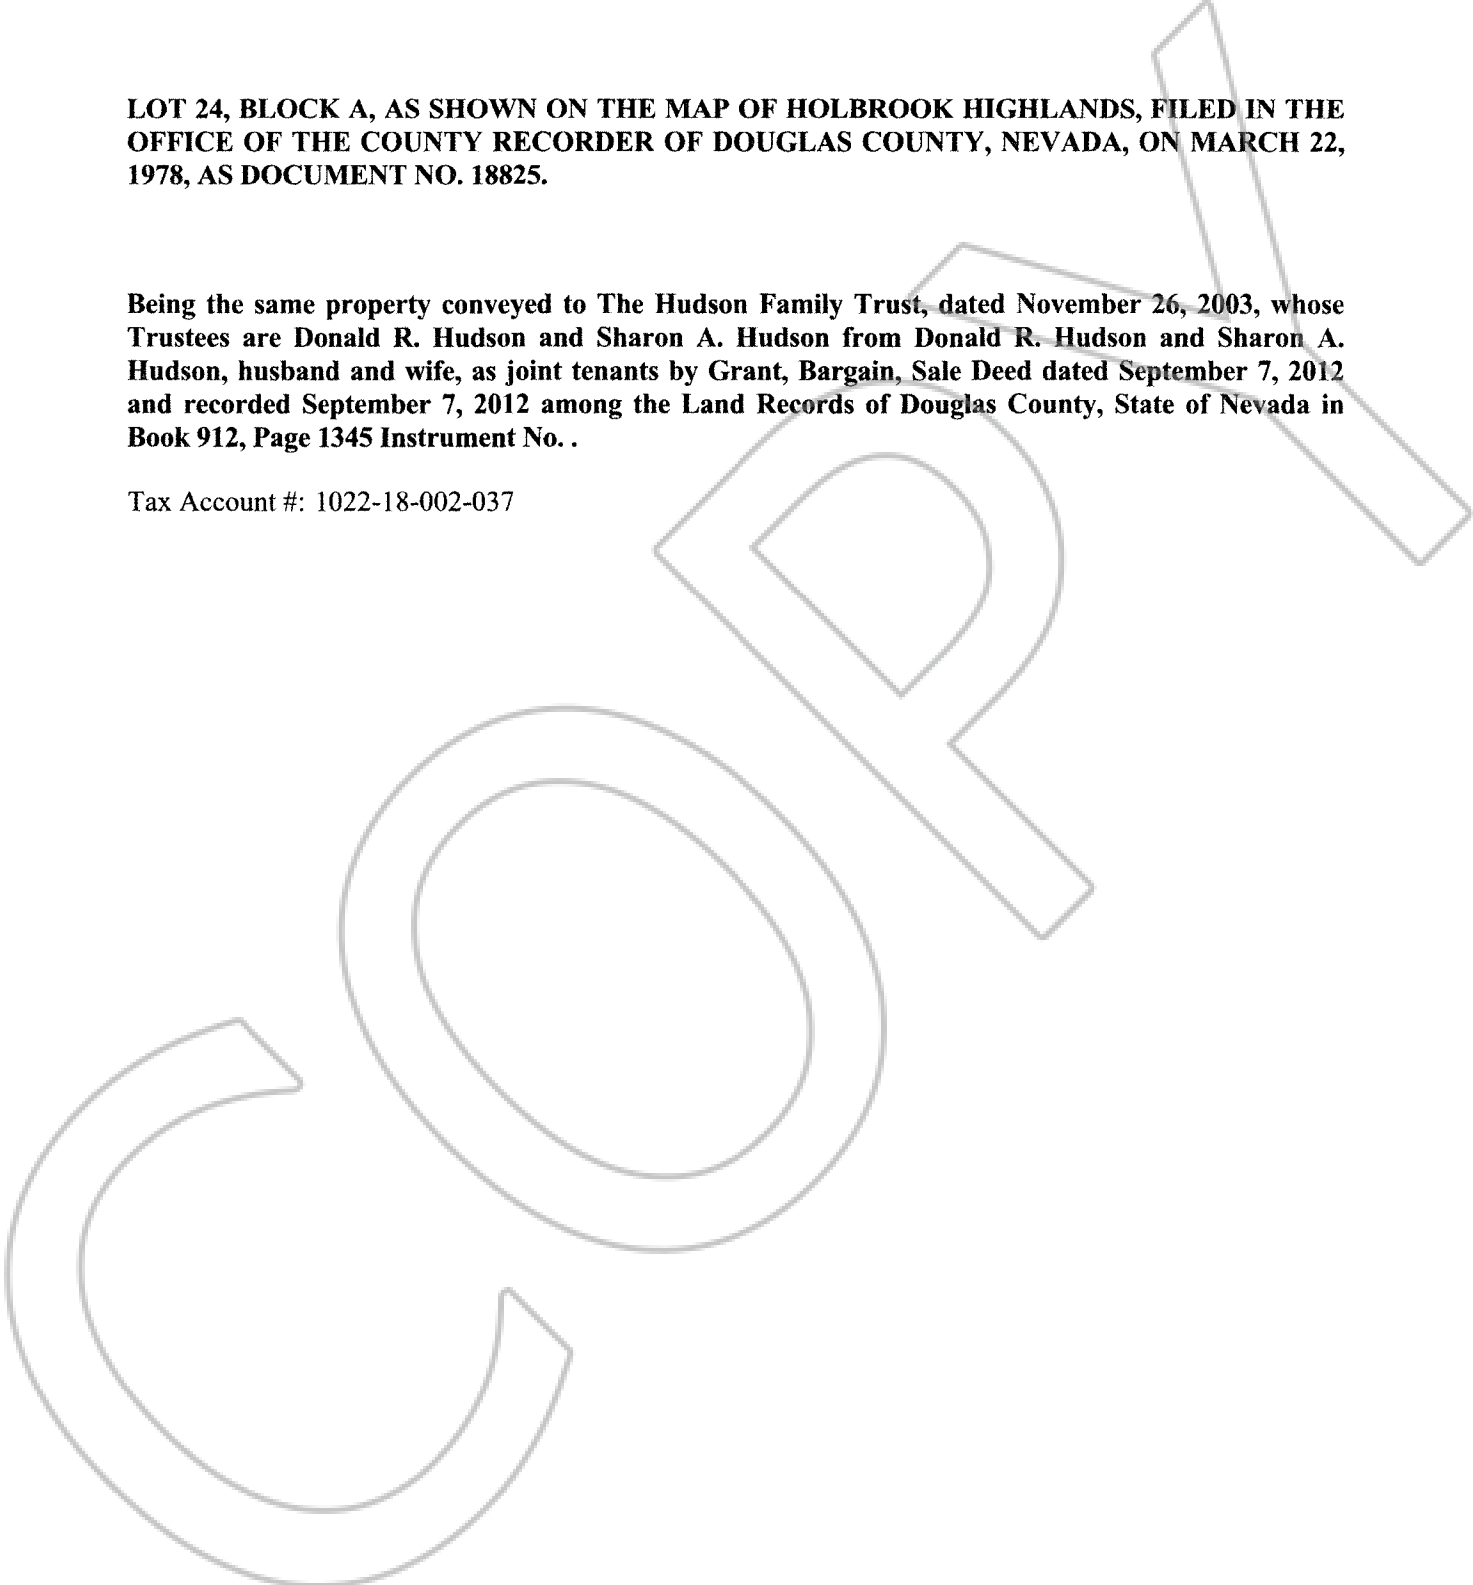 LOT 24, BLOCK A, AS SHOWN ON THE MAP OF HOLBROOK HIGHLANDS, FILED IN THE
OFFICE OF THE COUNTY RECORDER OF DOUGLAS COUNTY, NEVADA, ON MARCH 22,
1978, AS DOCUMENT NO. 18825.
Being the same property conveyed to The Hudson Family Trust, dated November 26, 2003, whose
Trustees are Donald R. Hudson and Sharon A. Hudson from Donald R. Hudson and Sharon A.
Hudson, husband and wife, as joint tenants by Grant, Bargain, Sale Deed dated September 7, 2012
and recorded September 7, 2012 among the Land Records of Douglas County, State of Nevada in
Book 912, Page 1345 Instrument No. .
Tax Account #: 1022-18-002-037
COPY